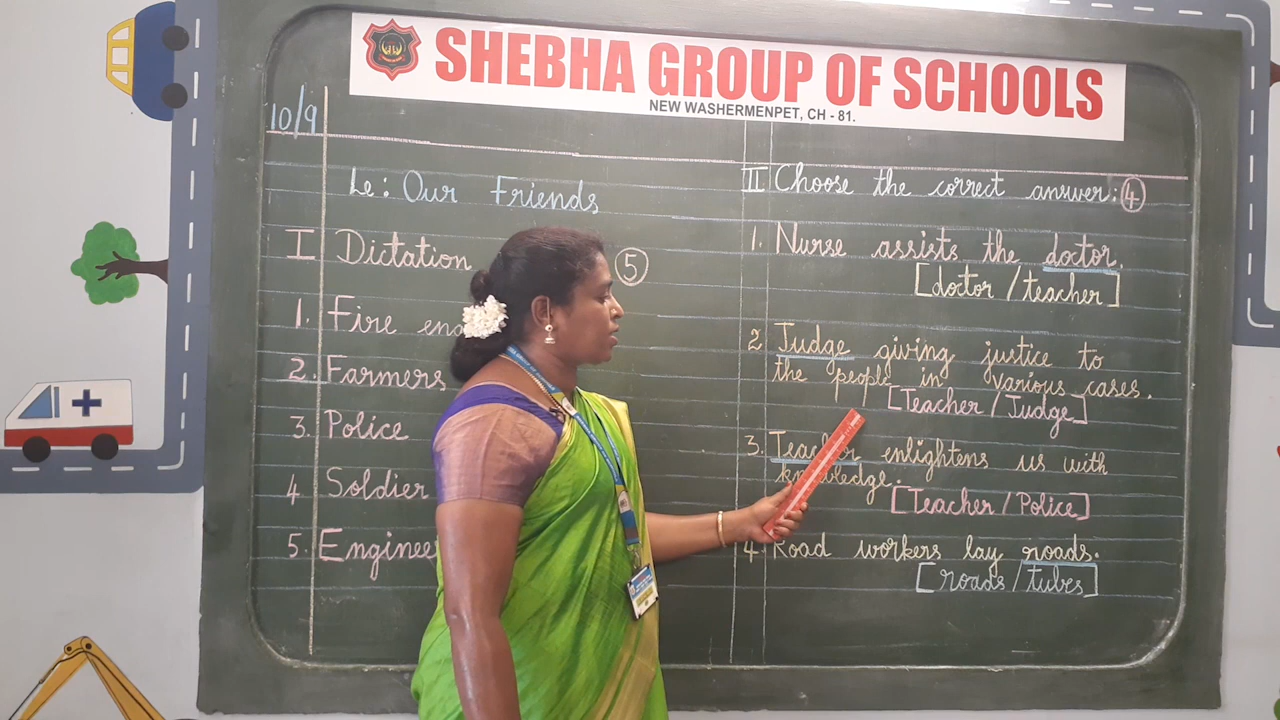 SHEBHA GROUP OF SCHOOLS
NEW WASHERMENPET, CH - 81.
10/9
Le: Our Friends
I Dictation 5
1. Fire
2. Farmers
3. Police
4 Soldier
5.
II Choose the correct answer: 4
1. Nurse assists the doctor.
[doctor / teacher]
2 Judge giving justice to
the people in various cases.
[Teacher / Judge]
3. Teacher enlightens us with
knowledge.
[Teacher / Police]
4. Road workers lay roads.
[roads / tubes]